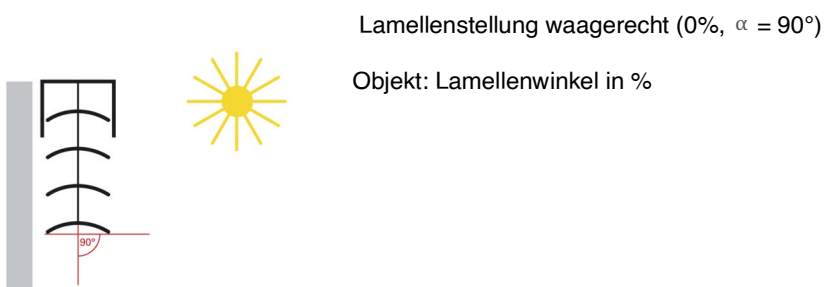 Lamellenstellung waagerecht (0%, α = 90°)
Objekt: Lamellenwinkel in %
90°